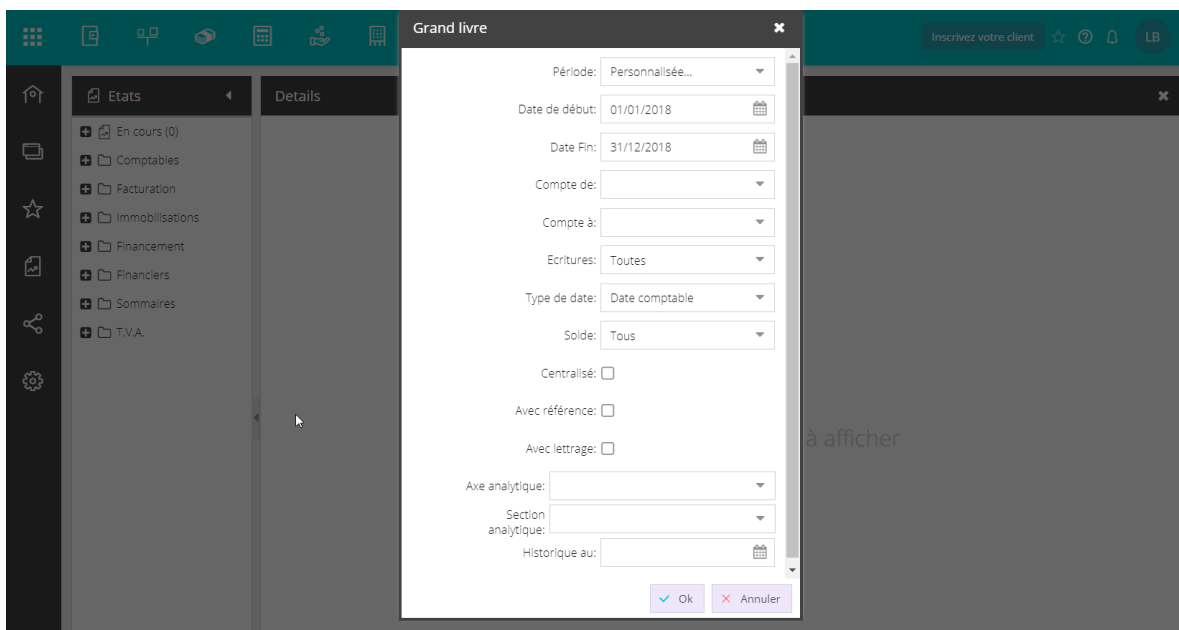 Grand livre
Inscrivez votre client
LB
Etats
Details
En cours (0)
Comptables
Facturation
Immobilisations
Financement
Financiers
Sommaires
T.V.A.
Période: Personnalisée...
Date de début: 01/01/2018
Date Fin: 31/12/2018
Compte de:
Compte à:
Ecritures: Toutes
Type de date: Date comptable
Solde: Tous
Centralisé:
Avec référence:
Avec lettrage:
à afficher
Axe analytique:
Section
analytique:
Historique au:
Ok
Annuler